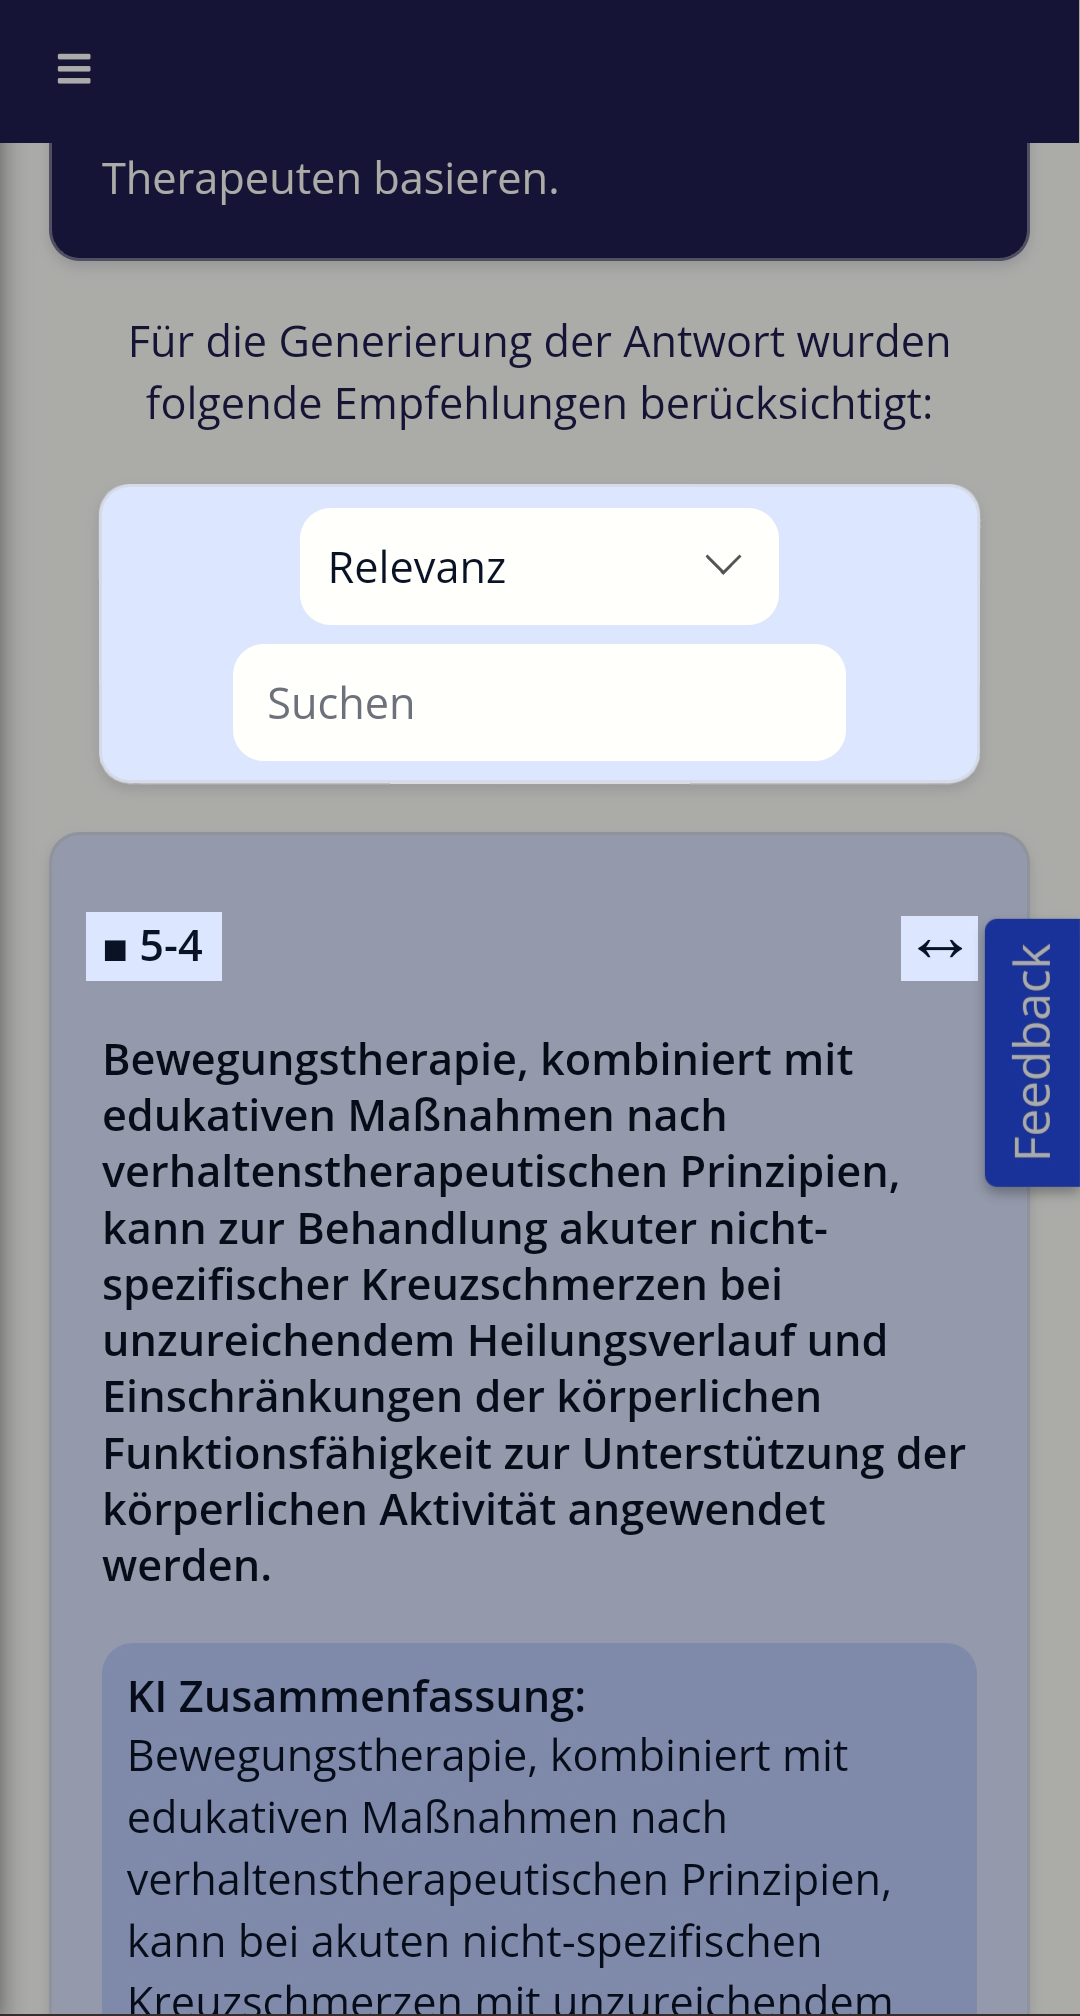 Therapeuten basieren.
Für die Generierung der Antwort wurden
folgende Empfehlungen berücksichtigt:
Relevanz
Suchen
■ 5-4
↔
Feedback
Bewegungstherapie, kombiniert mit
edukativen Maßnahmen nach
verhaltenstherapeutischen Prinzipien,
kann zur Behandlung akuter nicht-
spezifischer Kreuzschmerzen bei
unzureichendem Heilungsverlauf und
Einschränkungen der körperlichen
Funktionsfähigkeit zur Unterstützung der
körperlichen Aktivität angewendet
werden.
KI Zusammenfassung:
Bewegungstherapie, kombiniert mit
edukativen Maßnahmen nach
verhaltenstherapeutischen Prinzipien,
kann bei akuten nicht-spezifischen
Kreuzschmerzen mit unzureichendem